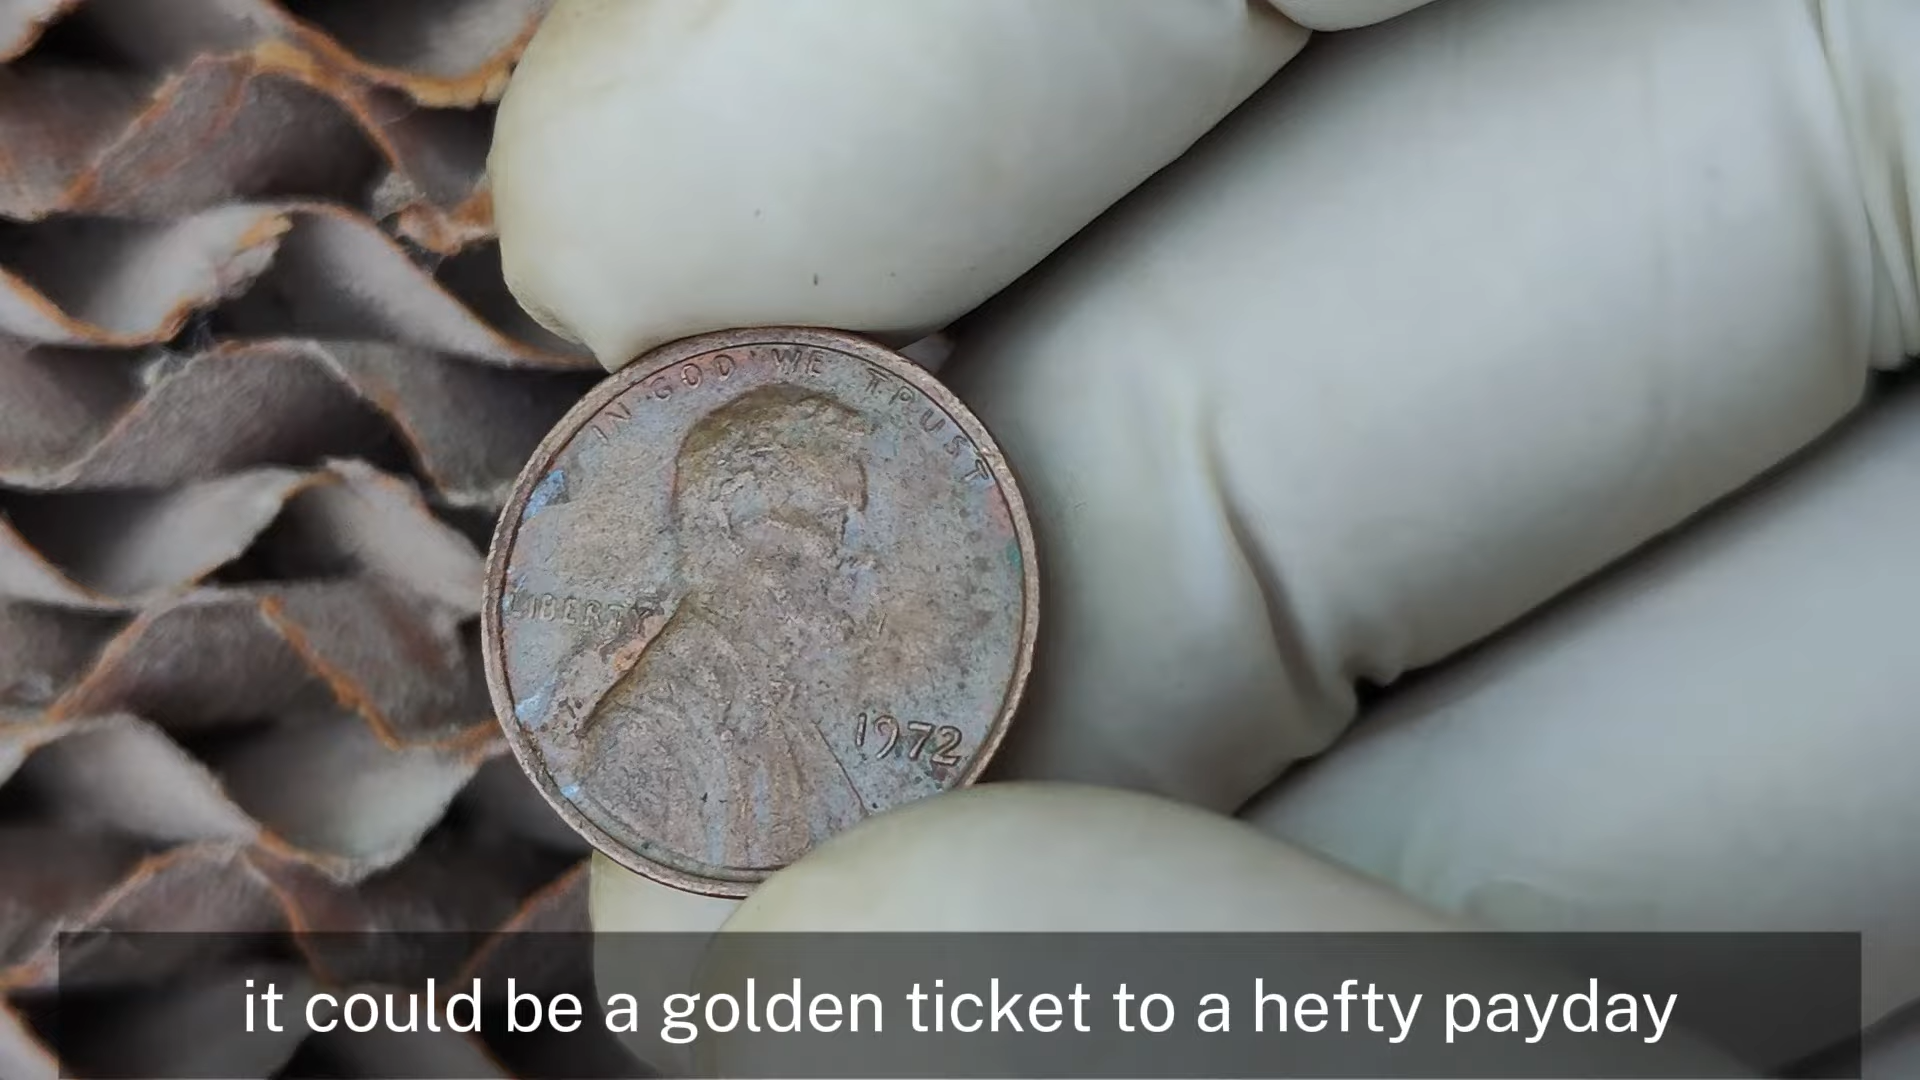 IN GOD WE TRUST
LIBERTY
1972
it could be a golden ticket to a hefty payday